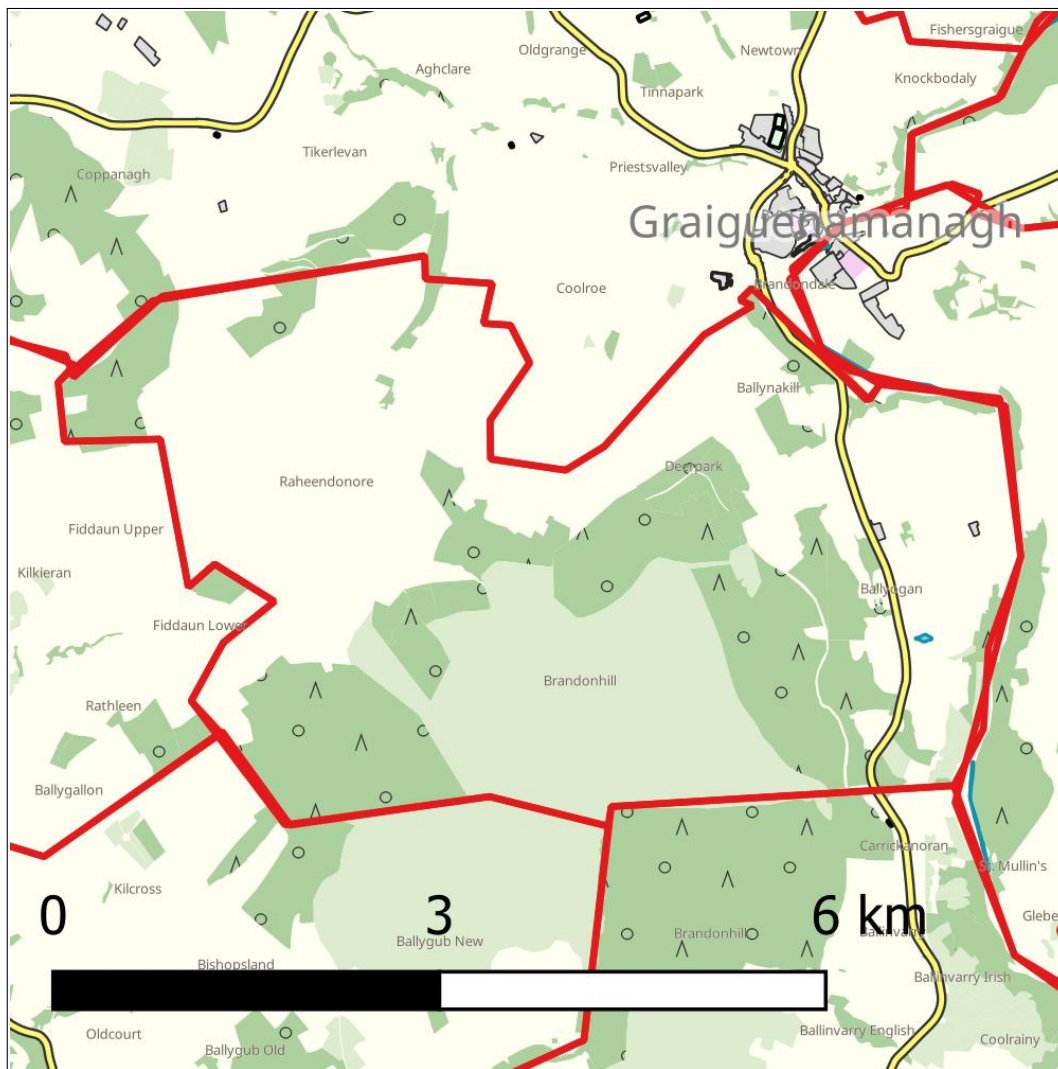 Fishersgraigue
Oldgrange
Newtown
Aghclare
Knockbodaly
Tinnapark
Tikerlevan
Priestsvalley
Coppanagh
Graiguenamanagh
Coolroe
Brandondale
Ballynakill
Deerpark
Raheendonore
Fiddaun Upper
Kilkieran
Ballyogan
Fiddaun Lower
Brandonhill
Rathleen
Ballygallon
Carrickanoran
St. Mullin's
Kilcross
0 3 6 km
Glebe
Brandonhill
Ballinvarry
Ballygub New
Bishopsland
Ballinvarry Irish
Oldcourt
Ballinvarry English
Coolrainy
Ballygub Old